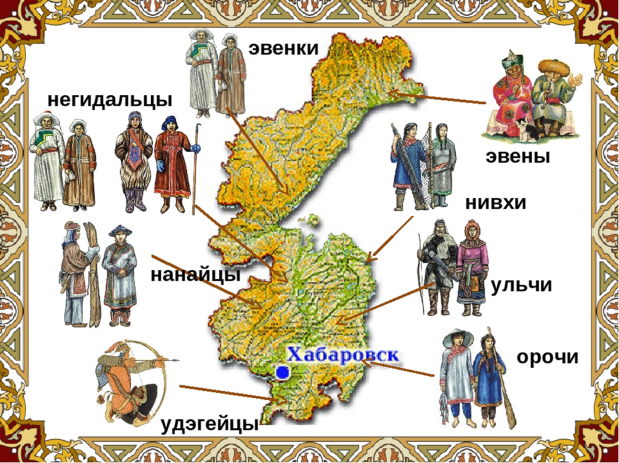 эвенки
негидальцы
эвены
нивхи
нанайцы
ульчи
Хабаровск
орочи
удэгейцы